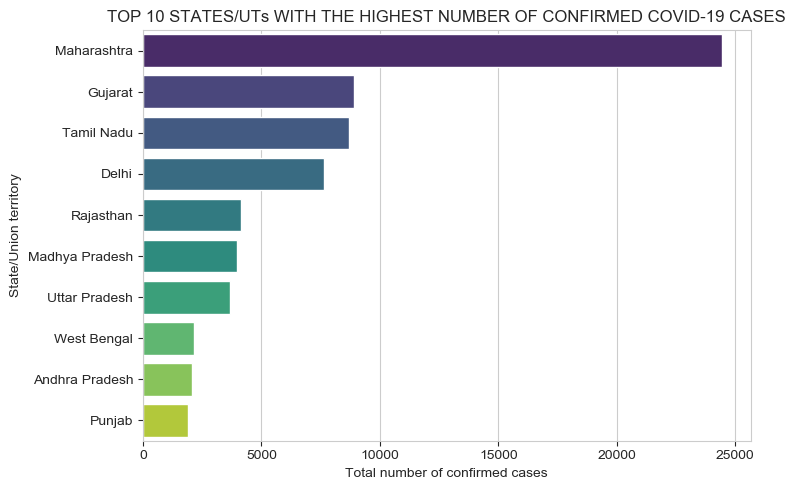 TOP 10 STATES/UTs WITH THE HIGHEST NUMBER OF CONFIRMED COVID-19 CASES
State/Union territory
Maharashtra
Gujarat
Tamil Nadu
Delhi
Rajasthan
Madhya Pradesh
Uttar Pradesh
West Bengal
Andhra Pradesh
Punjab
0 5000 10000 15000 20000 25000
Total number of confirmed cases